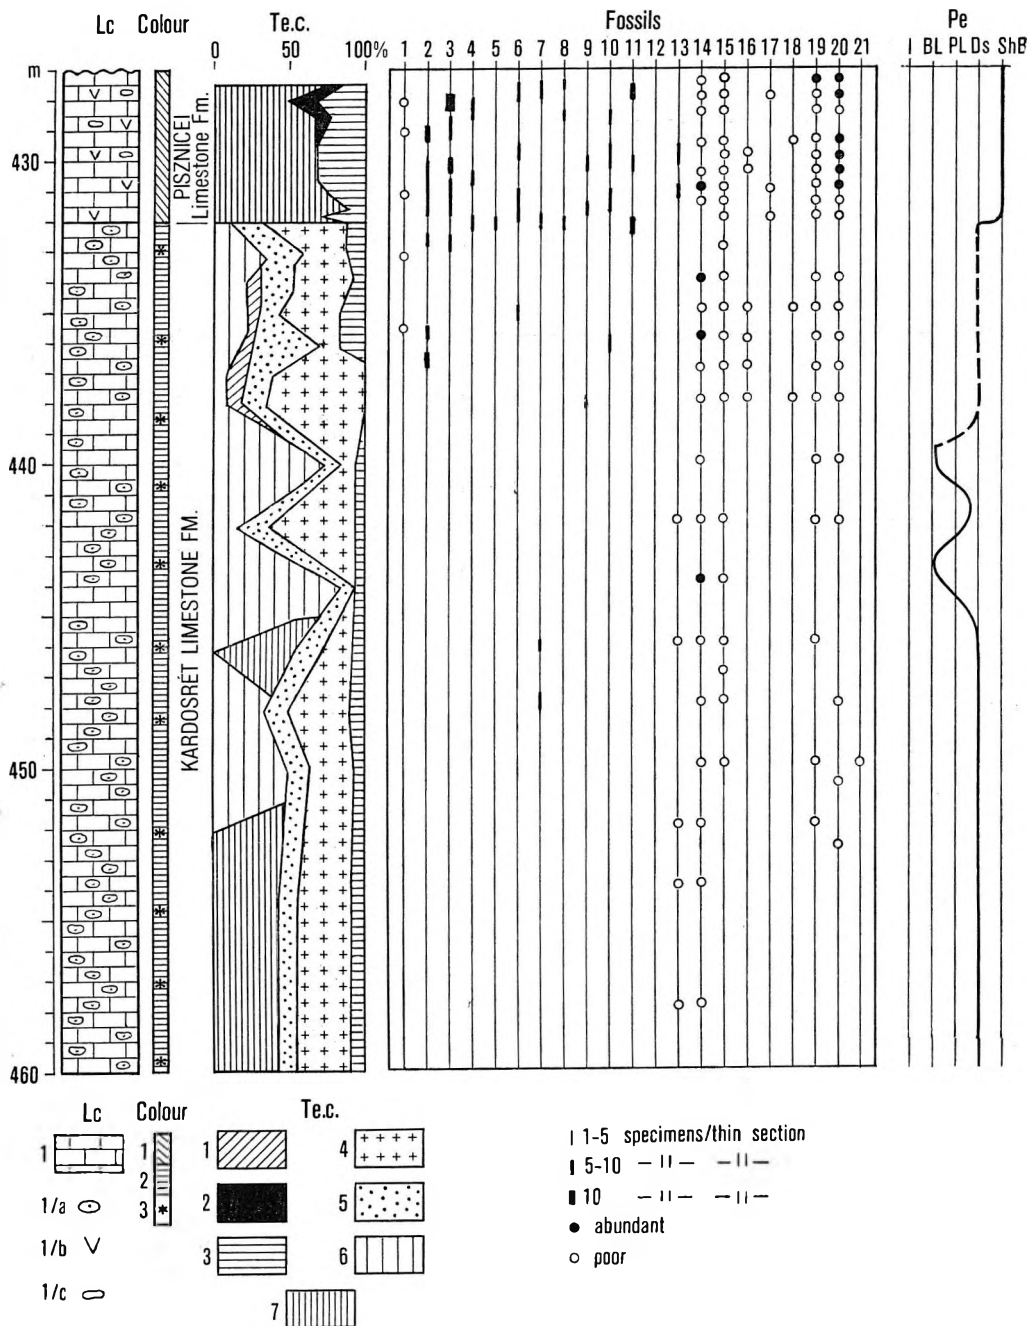 Lc Colour Te.c. Fossils Pe
0 50 100% 1 2 3 4 5 6 7 8 9 10 11 12 13 14 15 16 17 18 19 20 21 I BL PL Ds ShB
m
430
440
450
460
PISZNICEI
Limestone Fm.
KARDOSRÉT LIMESTONE FM.
Lc Colour Te.c.
1
1/a
1/b
1/c
1
2
3
1
2
3
4
5
6
7
1-5 specimens/thin section
5-10 — II — — II —
10 — II — — II —
abundant
poor